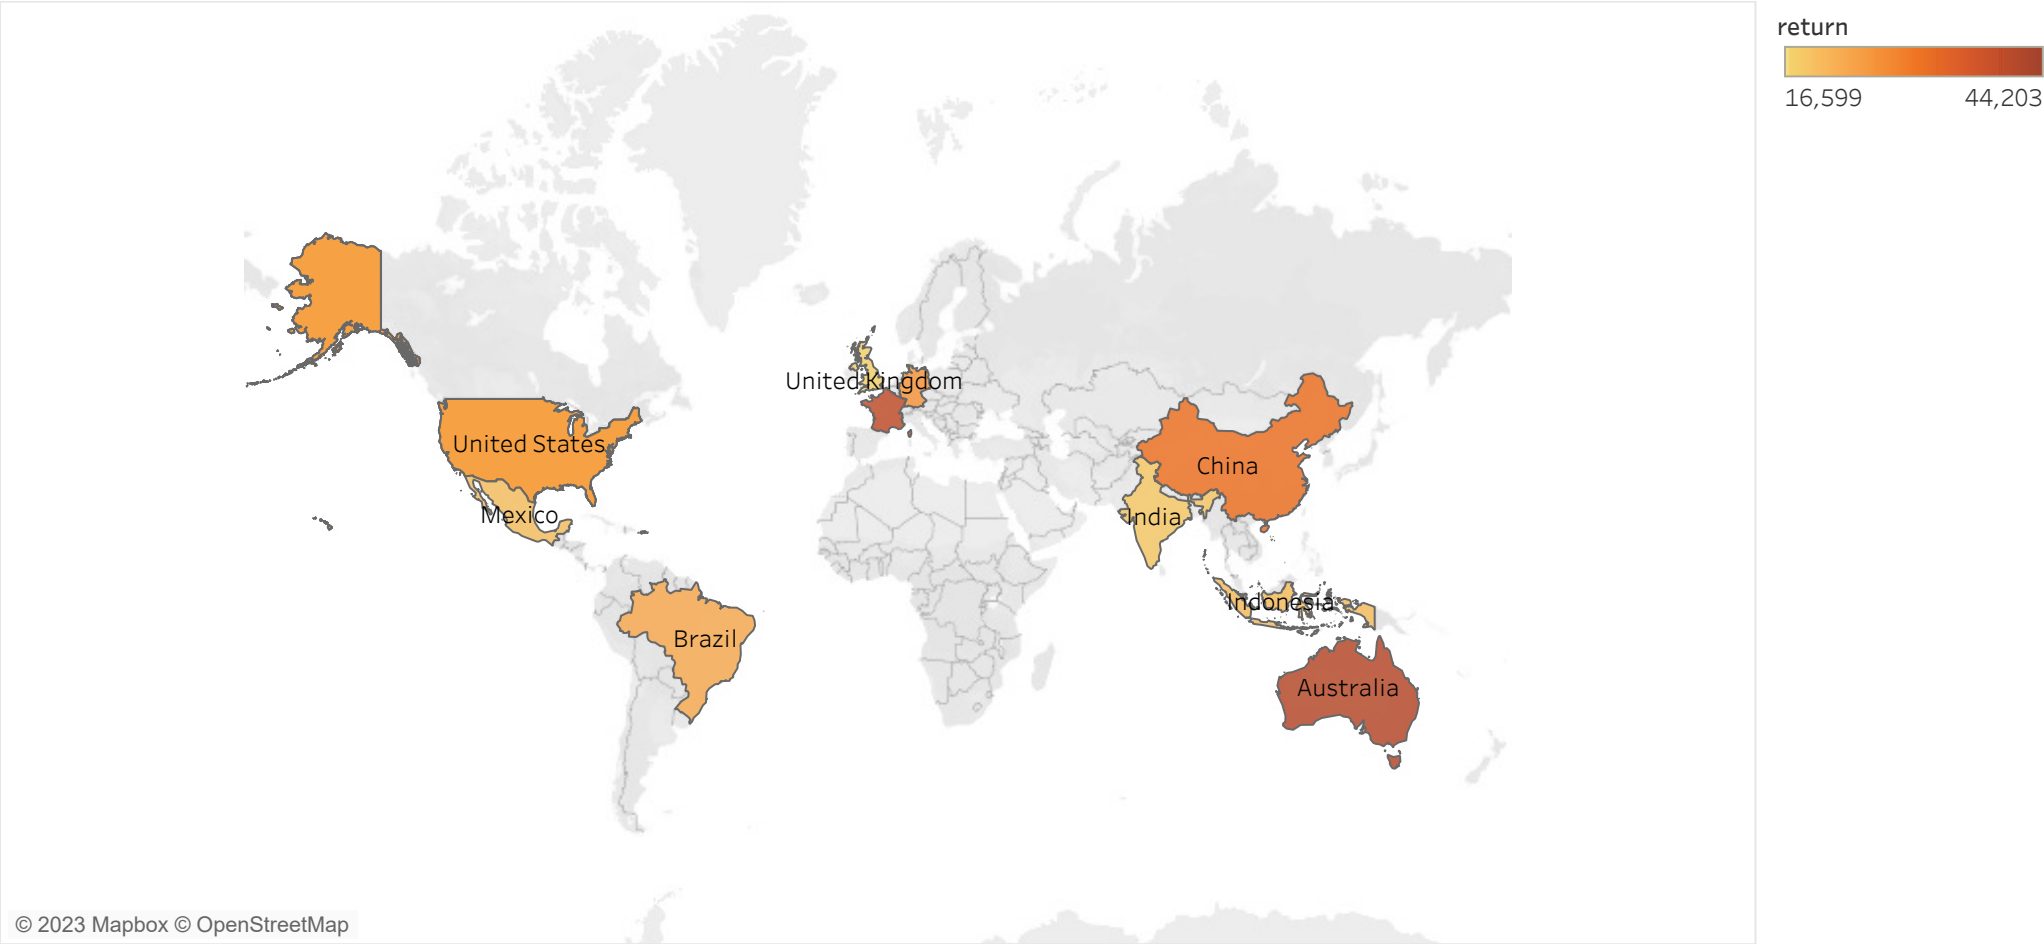 return
16,599 44,203
United Kingdom
United States
China
Mexico
India
Indonesia
Brazil
Australia
© 2023 Mapbox © OpenStreetMap